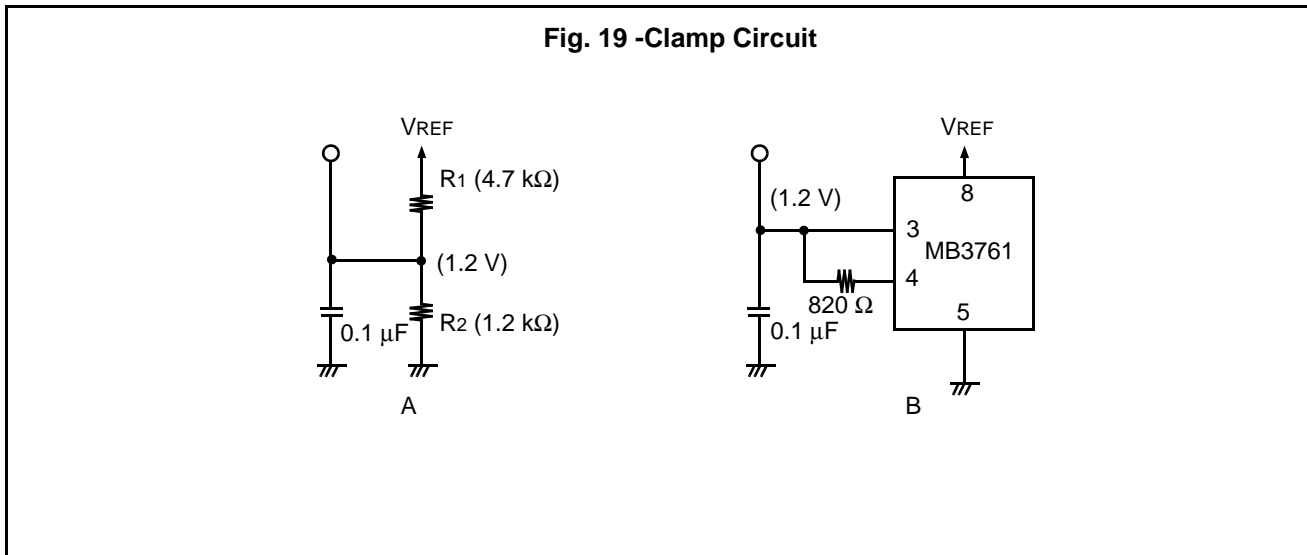 Fig. 19 -Clamp Circuit
VREF
R1 (4.7 kΩ)
(1.2 V)
0.1 μF
R2 (1.2 kΩ)
A
VREF
8
(1.2 V)
3
MB3761
4
820 Ω
5
0.1 μF
B